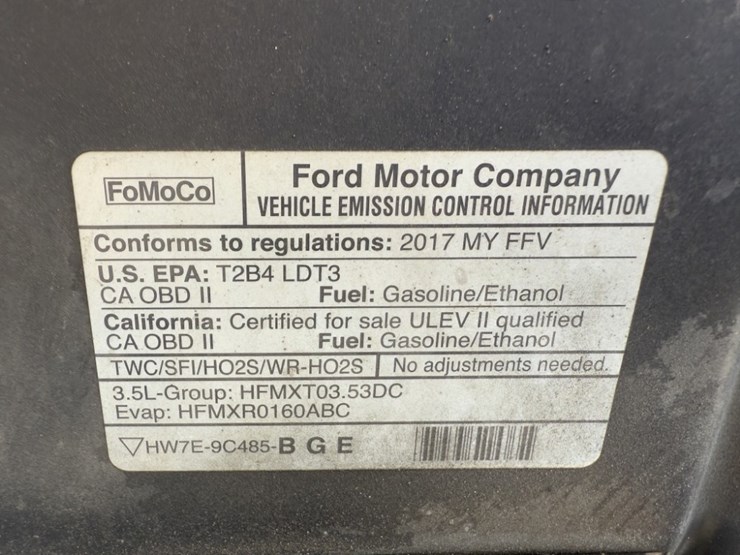 FoMoCo
Ford Motor Company
VEHICLE EMISSION CONTROL INFORMATION
Conforms to regulations: 2017 MY FFV
U.S. EPA: T2B4 LDT3
CA OBD II Fuel: Gasoline/Ethanol
California: Certified for sale ULEV II qualified
CA OBD II Fuel: Gasoline/Ethanol
TWC/SFI/HO2S/WR-HO2S No adjustments needed.
3.5L-Group: HFMXT03.53DC
Evap: HFMXR0160ABC
▽HW7E-9C485-B G E